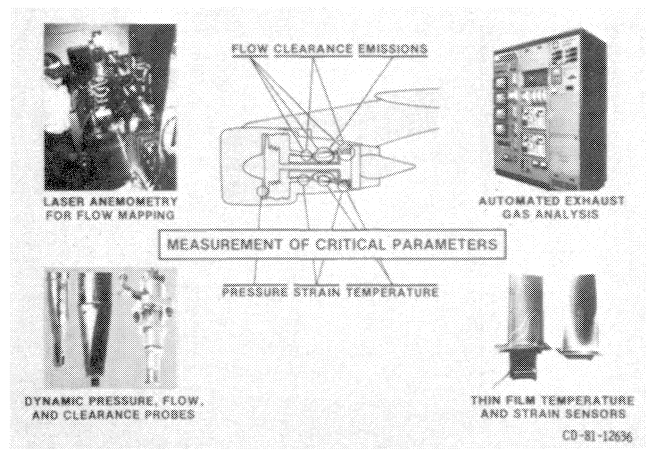 FLOW CLEARANCE EMISSIONS
LASER ANEMOMETRY
FOR FLOW MAPPING
AUTOMATED EXHAUST
GAS ANALYSIS
MEASUREMENT OF CRITICAL PARAMETERS
PRESSURE STRAIN TEMPERATURE
DYNAMIC PRESSURE, FLOW,
AND CLEARANCE PROBES
THIN FILM TEMPERATURE
AND STRAIN SENSORS
CD-81-12636